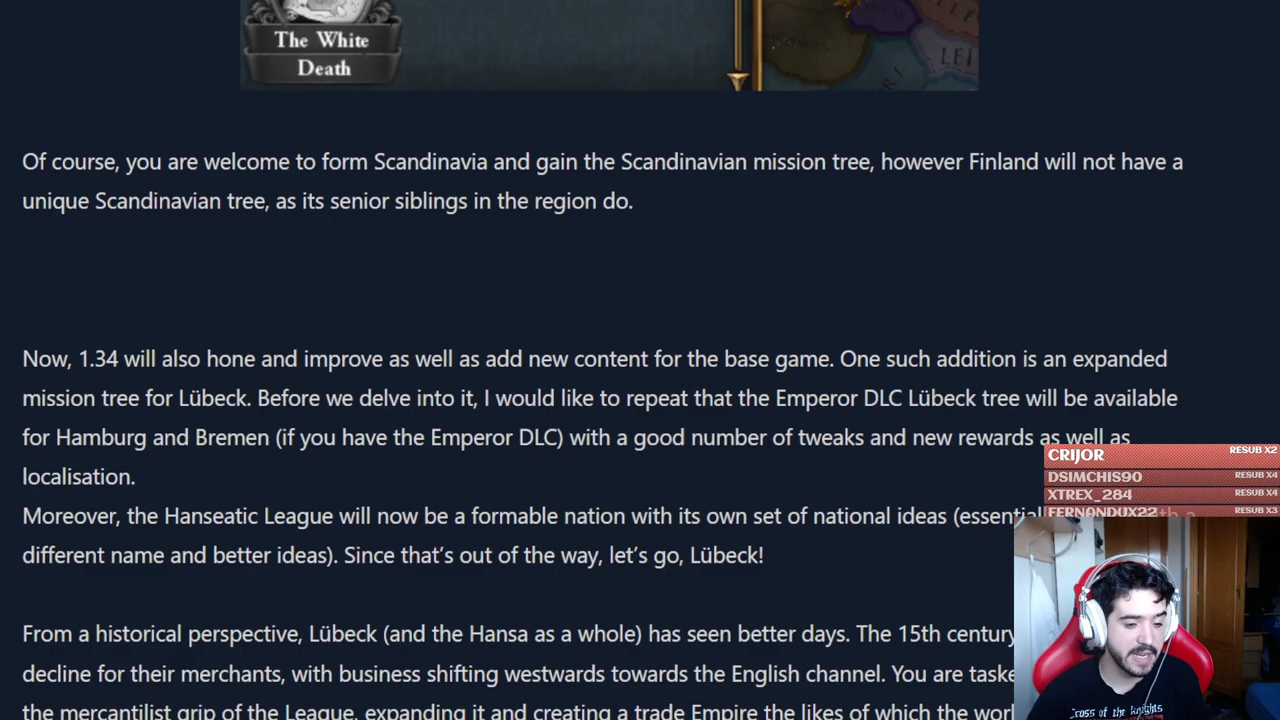 The White
Death
LEI
Of course, you are welcome to form Scandinavia and gain the Scandinavian mission tree, however Finland will not have a
unique Scandinavian tree, as its senior siblings in the region do.
Now, 1.34 will also hone and improve as well as add new content for the base game. One such addition is an expanded
mission tree for Lübeck. Before we delve into it, I would like to repeat that the Emperor DLC Lübeck tree will be available
for Hamburg and Bremen (if you have the Emperor DLC) with a good number of tweaks and new rewards as well as
localisation.
Moreover, the Hanseatic League will now be a formable nation with its own set of national ideas (essential
different name and better ideas). Since that's out of the way, let's go, Lübeck!
From a historical perspective, Lübeck (and the Hansa as a whole) has seen better days. The 15th century
decline for their merchants, with business shifting westwards towards the English channel. You are taske
the mercantilist grip of the League, expanding it and creating a trade Empire the likes of which the worl
CRIJOR RESUB X2
DSIMCHIS90 RESUB X4
XTREX_284 RESUB X4
FERNANDUX22 RESUB X3
Cross of the Knights